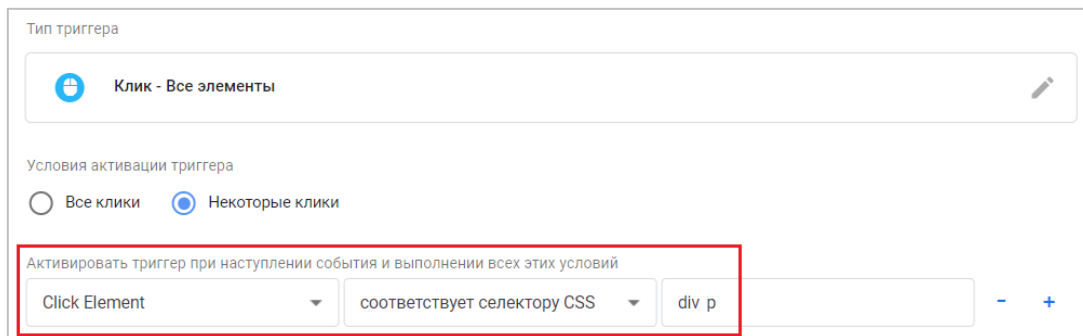 Тип триггера
Клик - Все элементы
Условия активации триггера
Все клики Некоторые клики
Активировать триггер при наступлении события и выполнении всех этих условий
Click Element соответствует селектору CSS div p - +